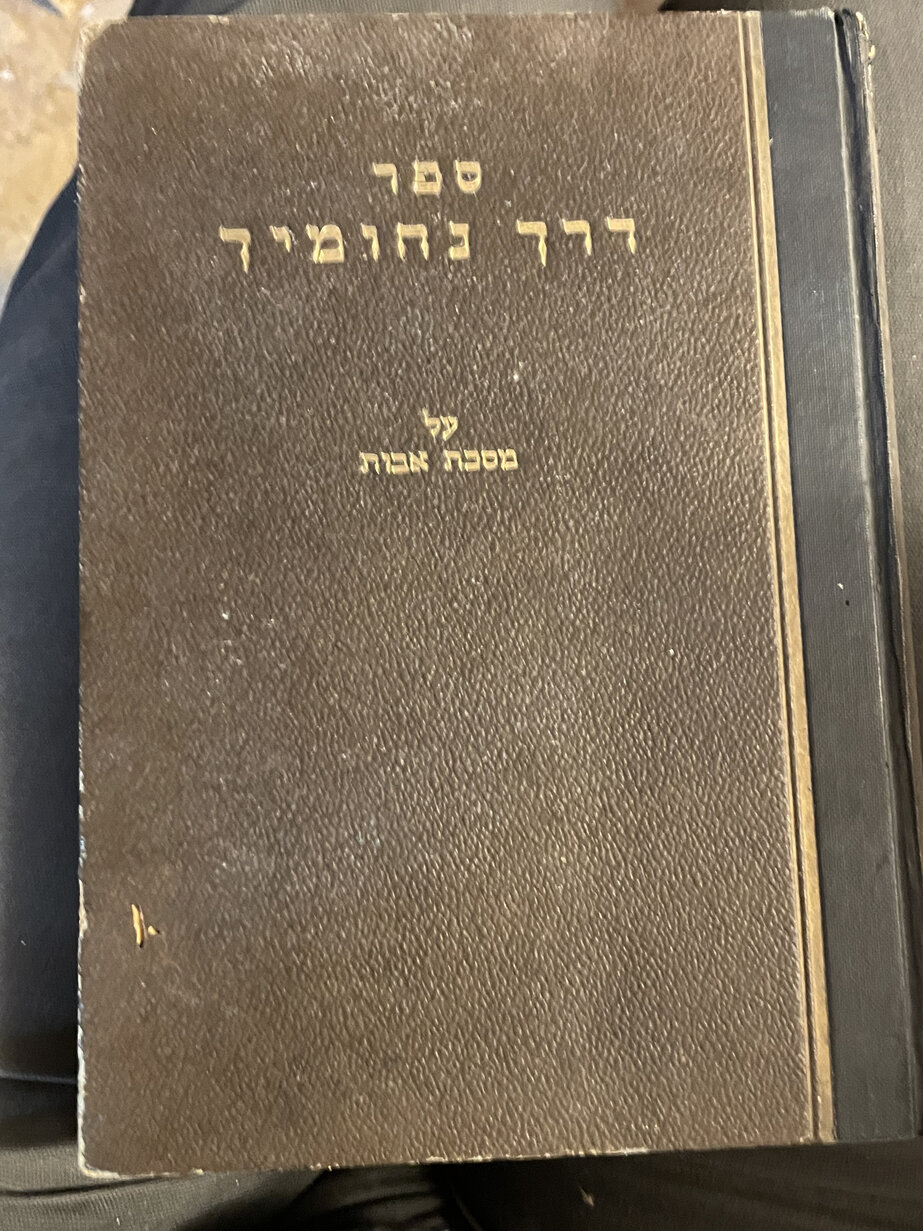 ספר
דרך נחומיך
על
מסכת אבות